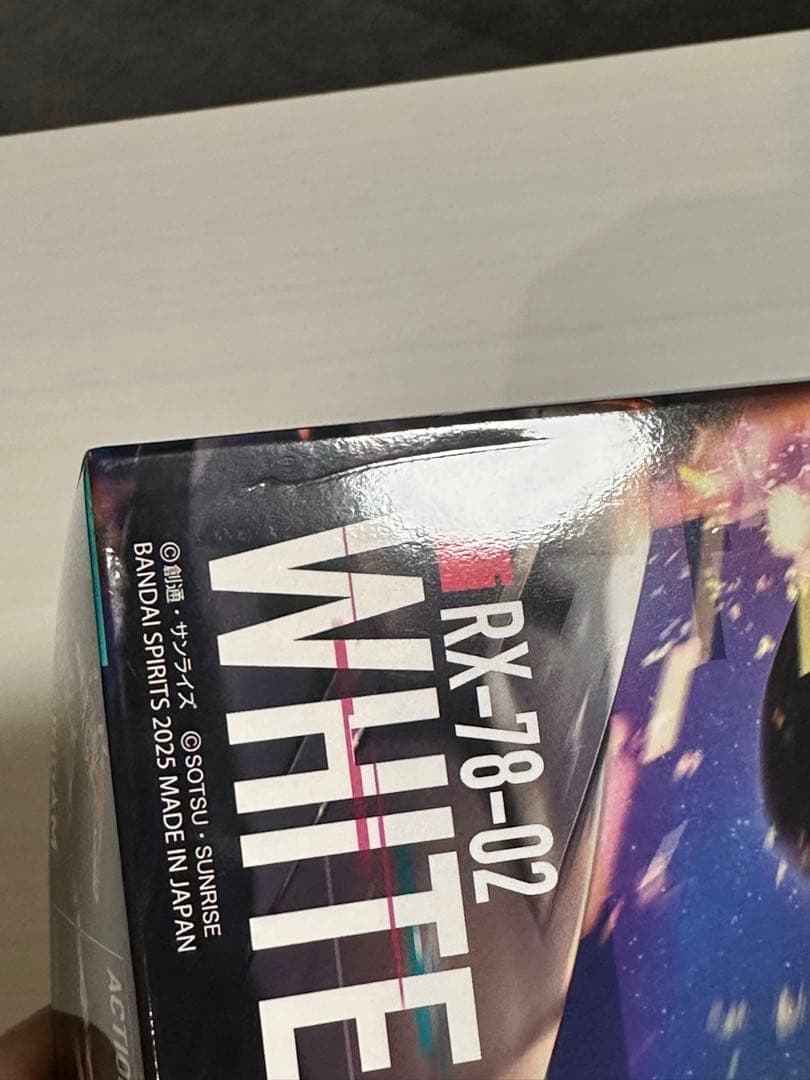 RX-78-02
WHITE
©創通・サンライズ ©SOTSU・SUNRISE
BANDAI SPIRITS 2025 MADE IN JAPAN
ACTION